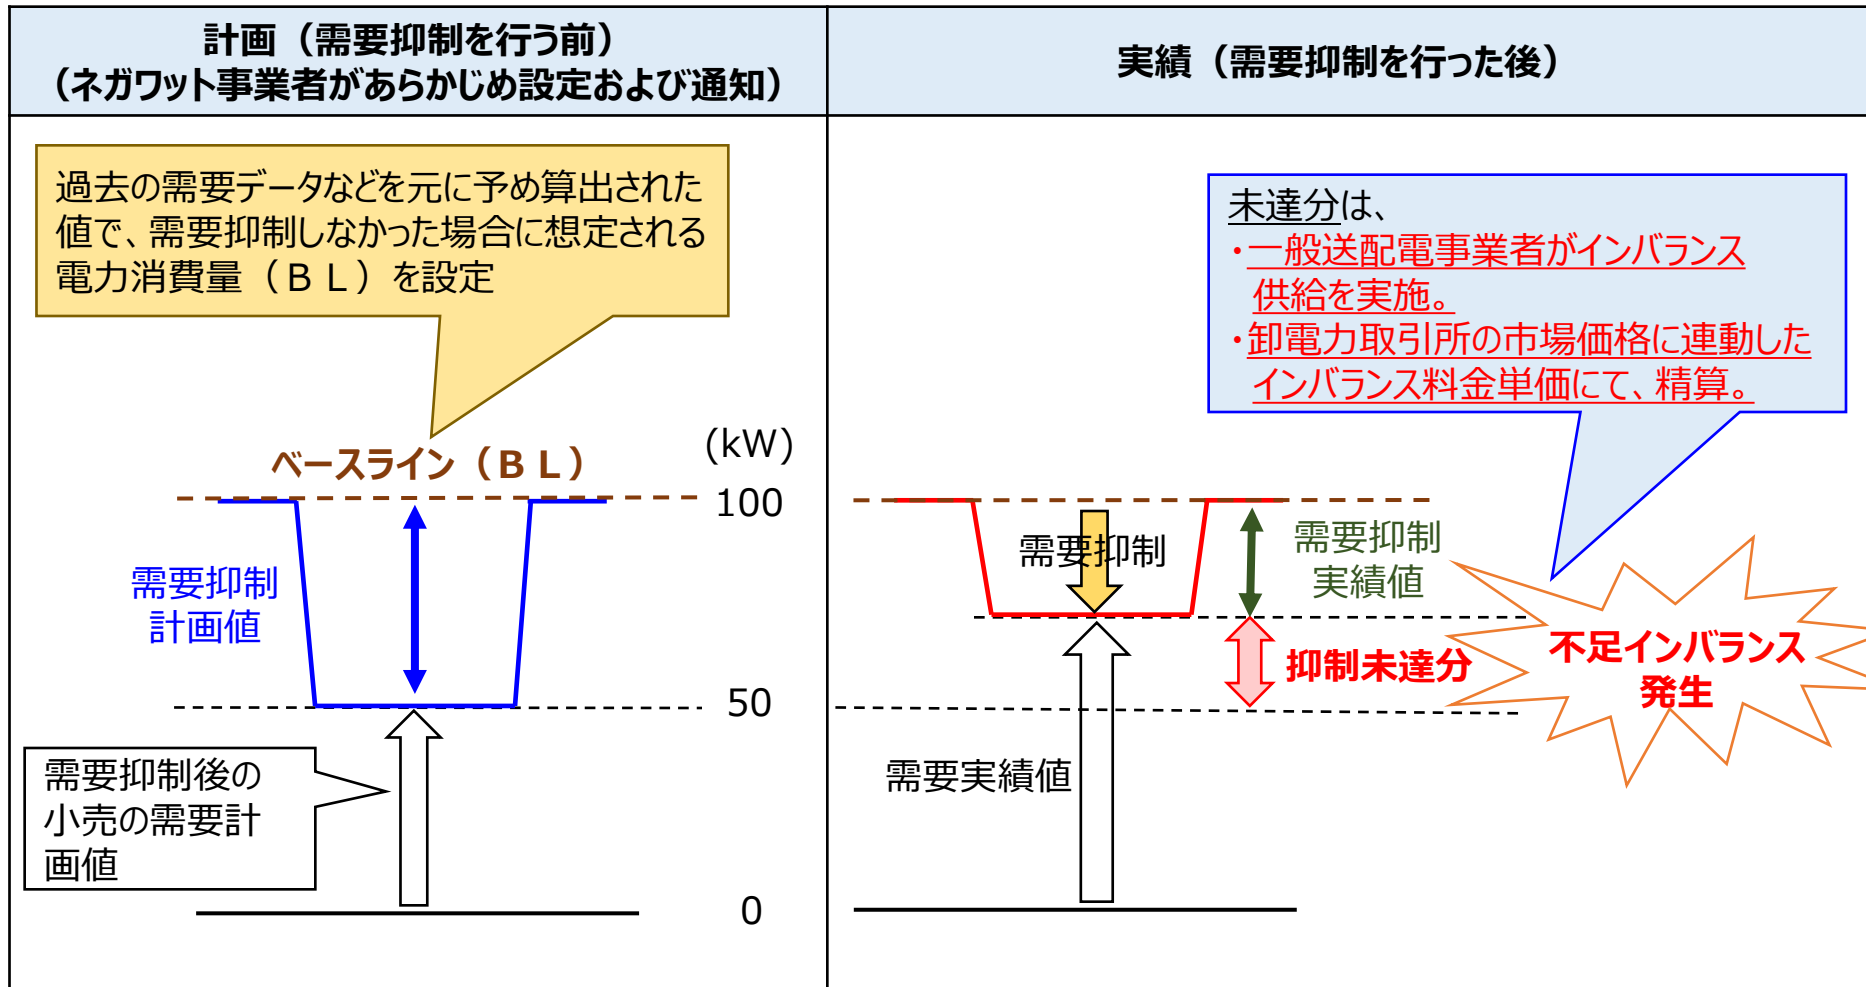 計画（需要抑制を行う前）
（ネガワット事業者があらかじめ設定および通知）
実績（需要抑制を行った後）
過去の需要データなどを元に予め算出された
値で、需要抑制しなかった場合に想定される
電力消費量（ＢＬ）を設定
ベースライン（ＢＬ）
(kW)
100
50
0
需要抑制
計画値
需要抑制後の
小売の需要計
画値
未達分は、
・一般送配電事業者がインバランス
供給を実施。
・卸電力取引所の市場価格に連動した
インバランス料金単価にて、精算。
需要抑制
需要抑制
実績値
抑制未達分
不足インバランス
発生
需要実績値